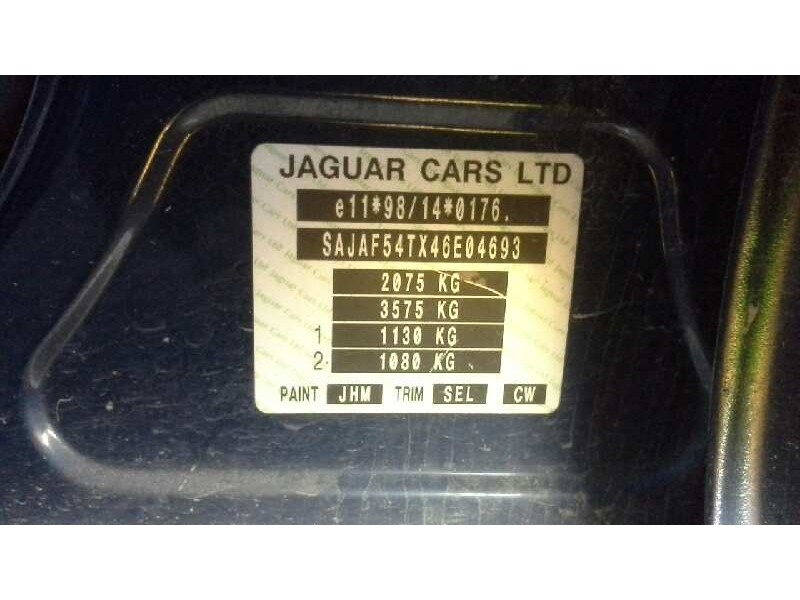 JAGUAR CARS LTD
e11*98/14*0176.
SAJAF54TX46E04693
2075 KG
3575 KG
1 1130 KG
2- 1080 KG
PAINT JHM TRIM SEL CW